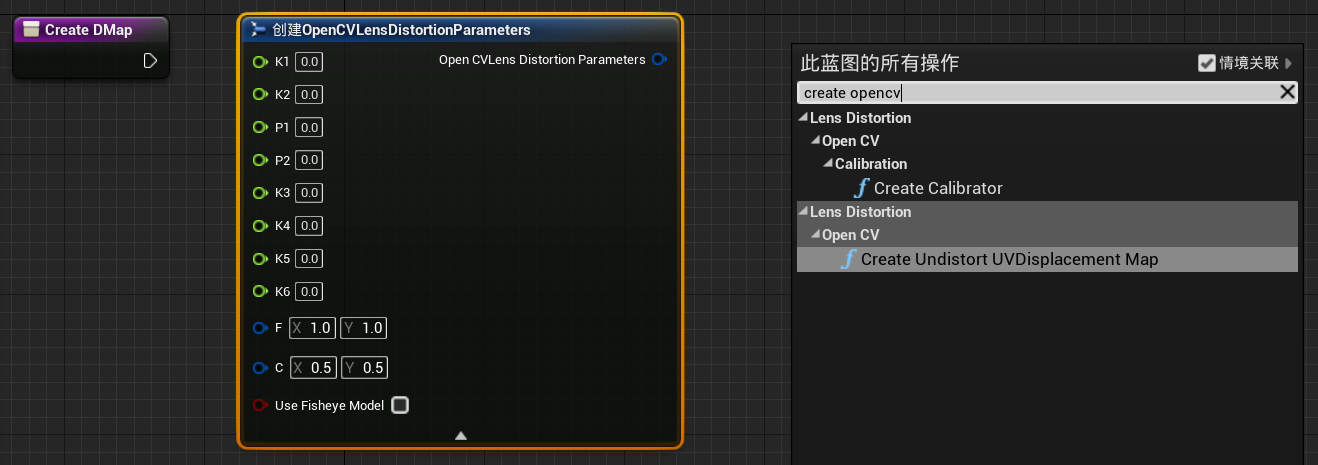 Create DMap
创建OpenCVLensDistortionParameters
K1 0.0
Open CVLens Distortion Parameters
K2 0.0
P1 0.0
P2 0.0
K3 0.0
K4 0.0
K5 0.0
K6 0.0
F X 1.0 Y 1.0
C X 0.5 Y 0.5
Use Fisheye Model
此蓝图的所有操作
情境关联
create opencv
Lens Distortion
Open CV
Calibration
f Create Calibrator
Lens Distortion
Open CV
f Create Undistort UVDisplacement Map